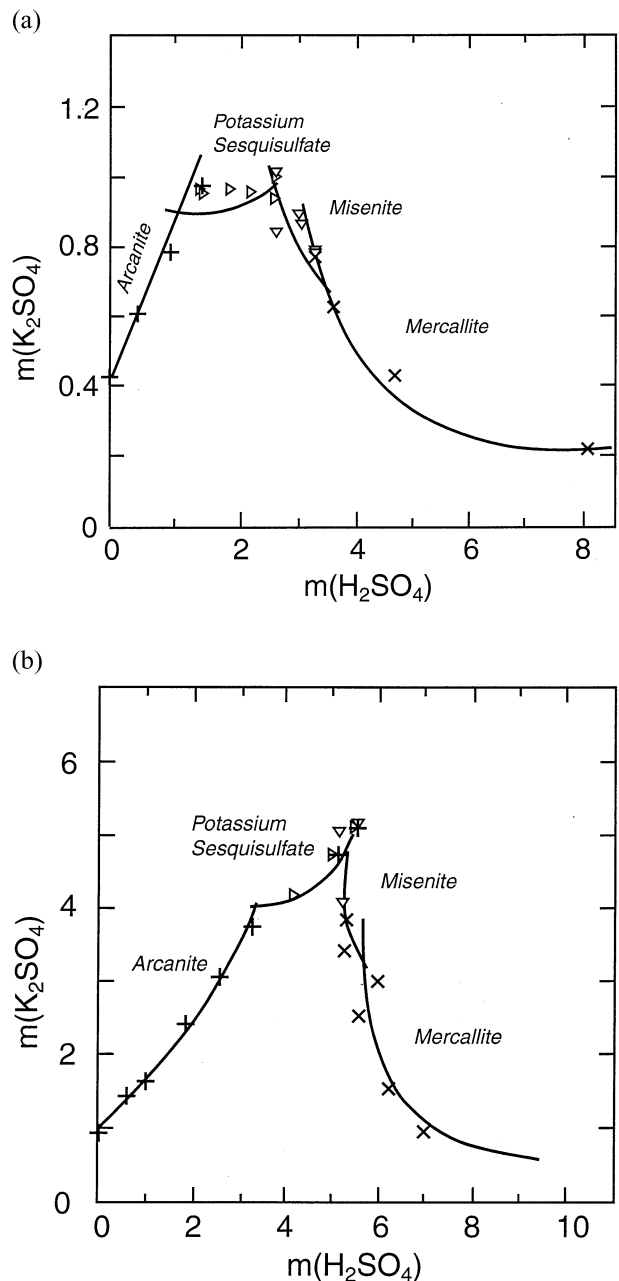 (a)
1.2
Potassium
Sesquisulfate
Misenite
0.8
Arcanite
m(K₂SO₄)
Mercallite
0.4
0
0 2 4 6 8
m(H₂SO₄)
(b)
6
Potassium
Sesquisulfate
Misenite
4
Arcanite
m(K₂SO₄)
Mercallite
2
0
0 2 4 6 8 10
m(H₂SO₄)